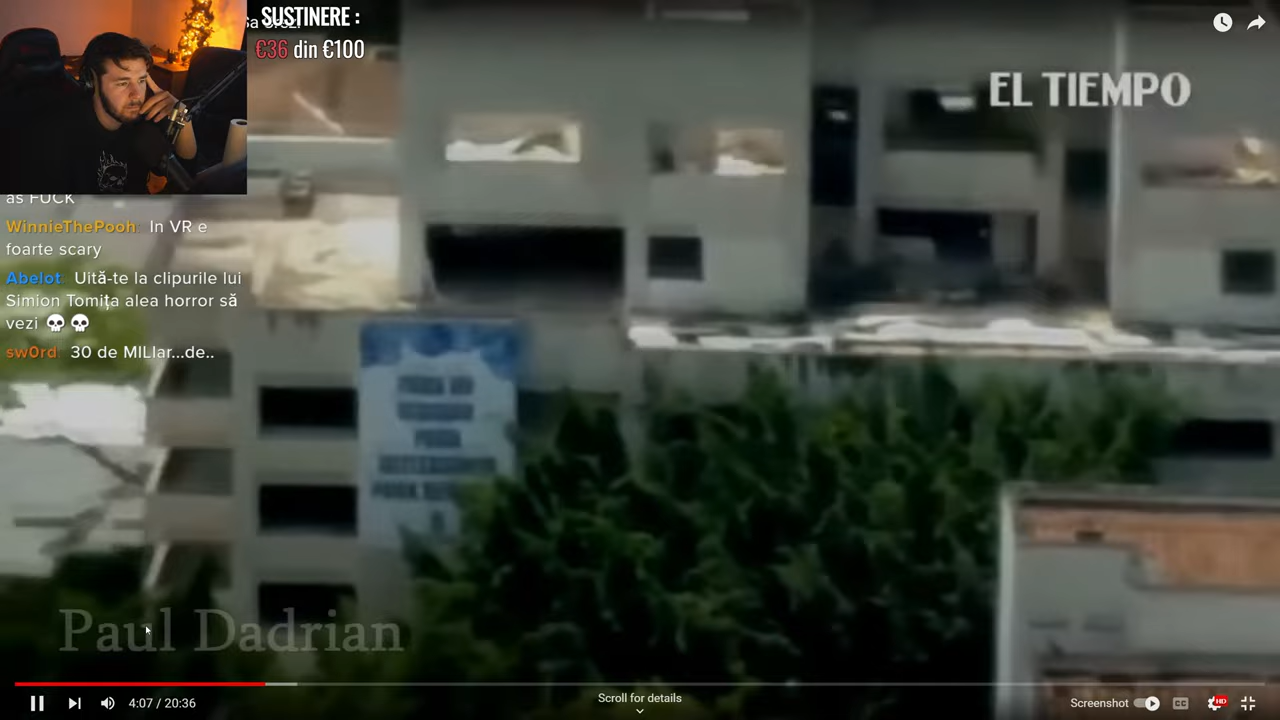 SUSTINERE :
€36 din €100
EL TIEMPO
as FUCK
WinnieThePooh: In VR e
foarte scary
Abelot: Uită-te la clipurile lui
Simion Tomița alea horror să
vezi 💀💀
sw0rd: 30 de MILIar...de..
Paul Dadrian
4:07 / 20:36
Scroll for details
Screenshot
CC
HD